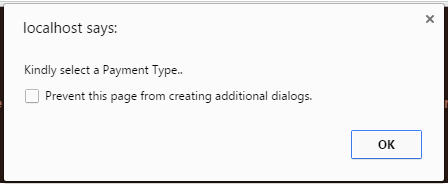 localhost says:
Kindly select a Payment Type..
Prevent this page from creating additional dialogs.
OK